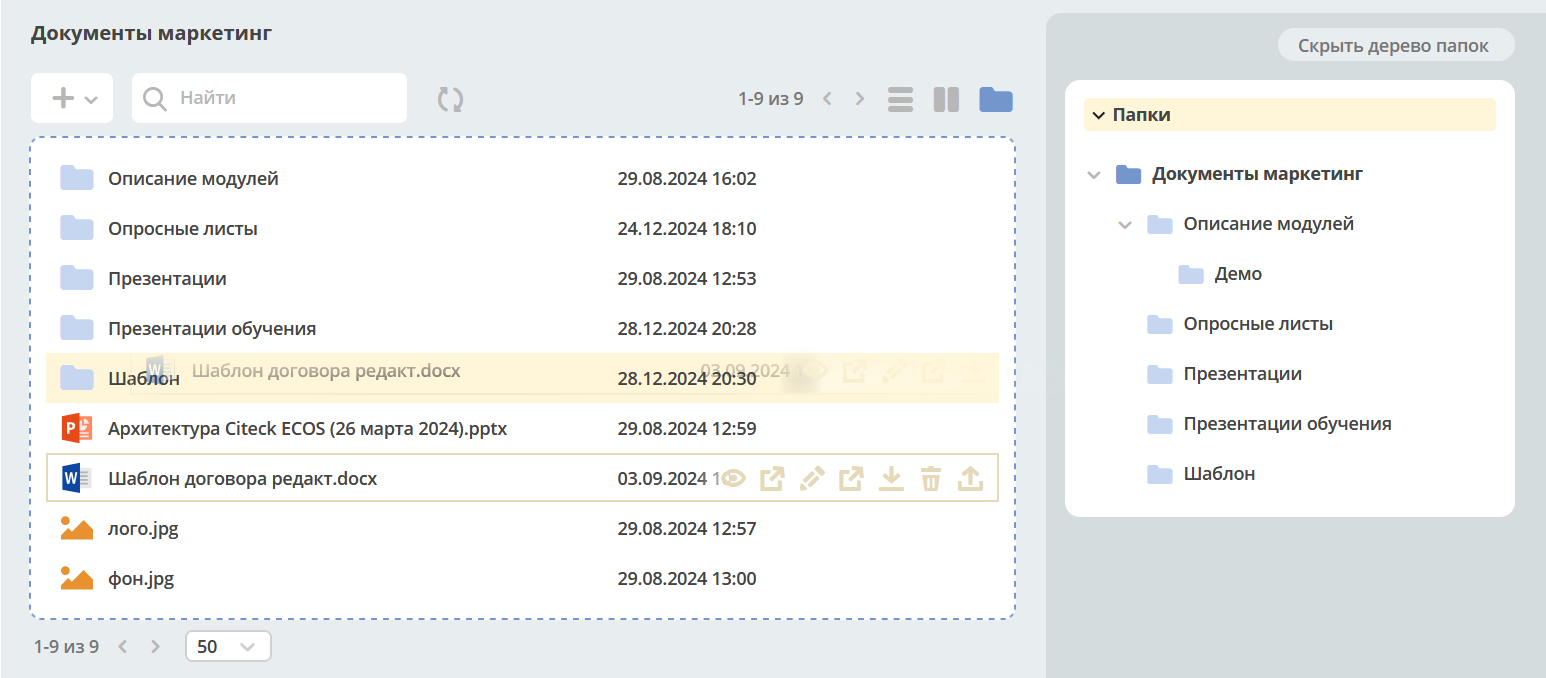 Документы маркетинг
Найти
1-9 из 9
Описание модулей 29.08.2024 16:02
Опросные листы 24.12.2024 18:10
Презентации 29.08.2024 12:53
Презентации обучения 28.12.2024 20:28
Шаблон договора редакт.docx 03.09.2024
Шаблон 28.12.2024 20:30
Архитектура Citeck ECOS (26 марта 2024).pptx 29.08.2024 12:59
Шаблон договора редакт.docx 03.09.2024
лого.jpg 29.08.2024 12:57
фон.jpg 29.08.2024 13:00
1-9 из 9
50
Скрыть дерево папок
Папки
Документы маркетинг
Описание модулей
Демо
Опросные листы
Презентации
Презентации обучения
Шаблон